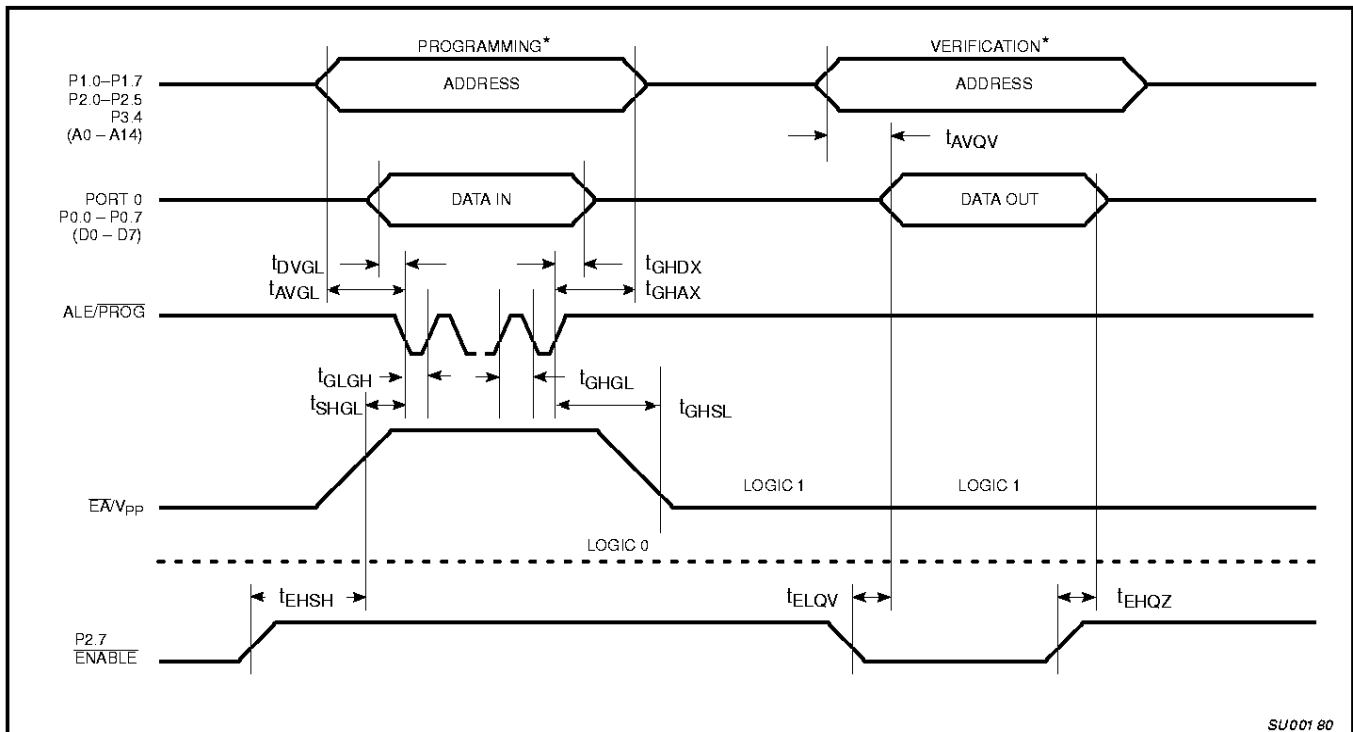 PROGRAMMING*
VERIFICATION*
P1.0–P1.7
P2.0–P2.5
P3.4
(A0 – A14)
ADDRESS
ADDRESS
tAVQV
PORT 0
P0.0 – P0.7
(D0 – D7)
DATA IN
DATA OUT
tDVGL
tGHDX
tAVGL
tGHAX
ALE/PROG
tGLGH
tGHGL
tSHGL
tGHSL
LOGIC 1
LOGIC 1
EA/VPP
LOGIC 0
tEHSH
tELQV
tEHQZ
P2.7
ENABLE
SU00180